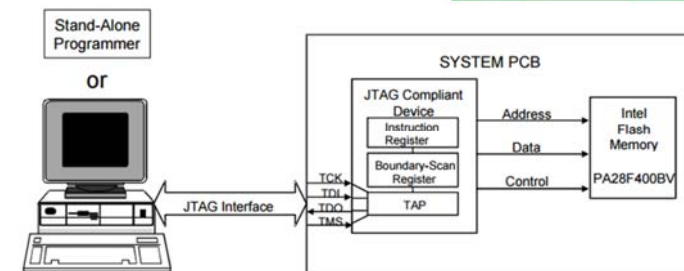 Stand-Alone
Programmer
or
JTAG Interface
SYSTEM PCB
JTAG Compliant
Device
Instruction
Register
Boundary-Scan
Register
TAP
TCK
TDI
TDO
TMS
Address
Data
Control
Intel
Flash
Memory
PA28F400BV